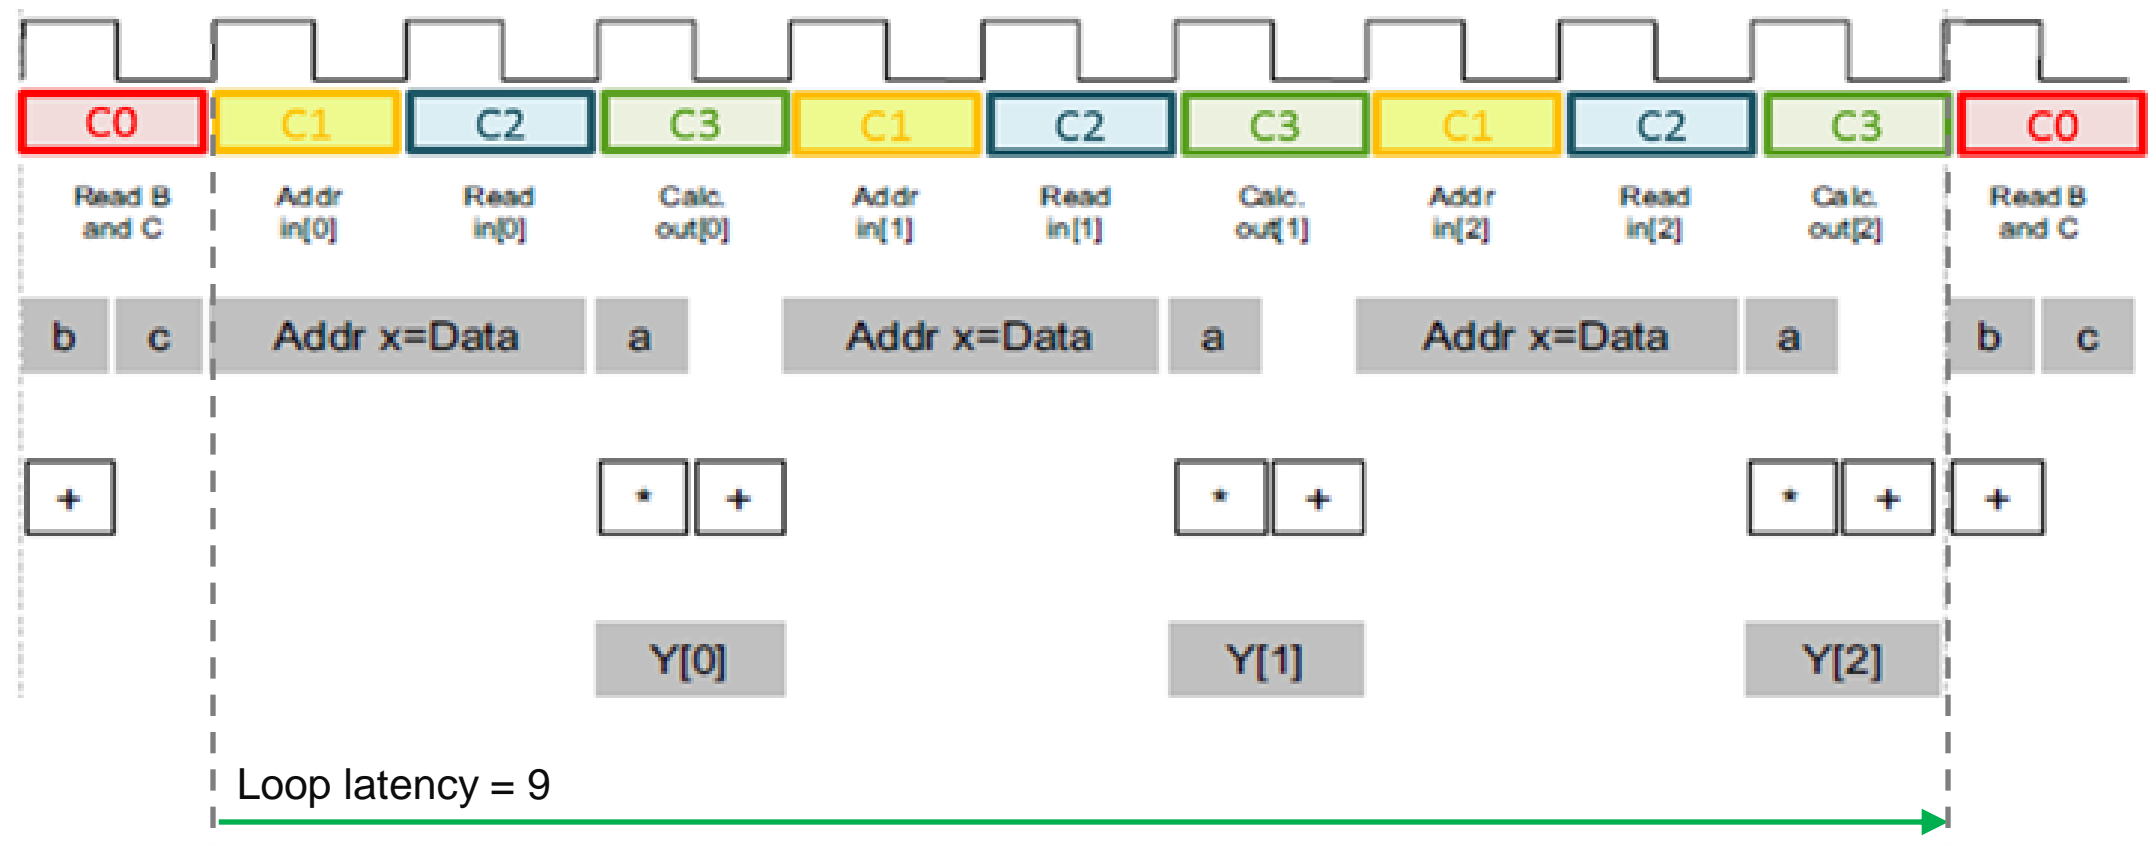 C0 C1 C2 C3 C1 C2 C3 C1 C2 C3 C0
Read B Addr Read Calc. Addr Read Calc. Addr Read Calc. Read B
and C in[0] in[0] out[0] in[1] in[1] out[1] in[2] in[2] out[2] and C
b c Addr x=Data a Addr x=Data a Addr x=Data a b c
+ * + * + * + +
Y[0] Y[1] Y[2]
Loop latency = 9